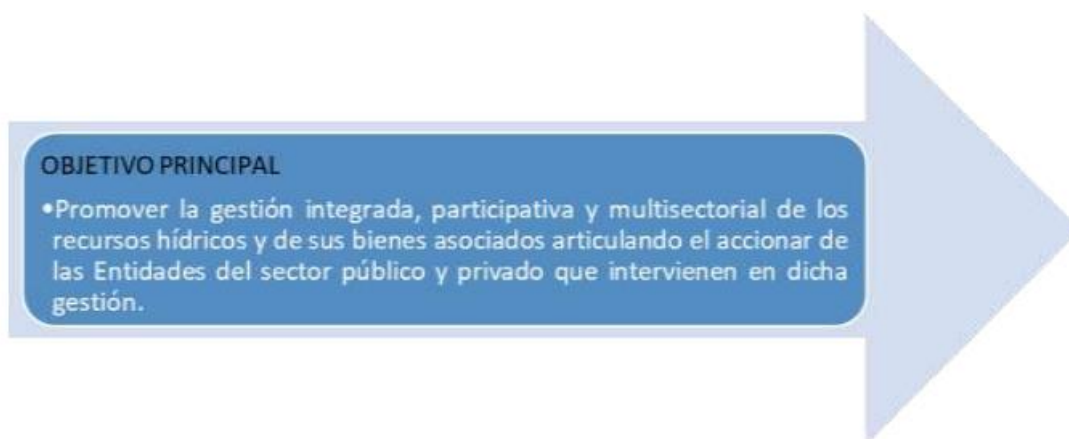 OBJETIVO PRINCIPAL
•Promover la gestión integrada, participativa y multisectorial de los
recursos hídricos y de sus bienes asociados articulando el accionar de
las Entidades del sector público y privado que intervienen en dicha
gestión.